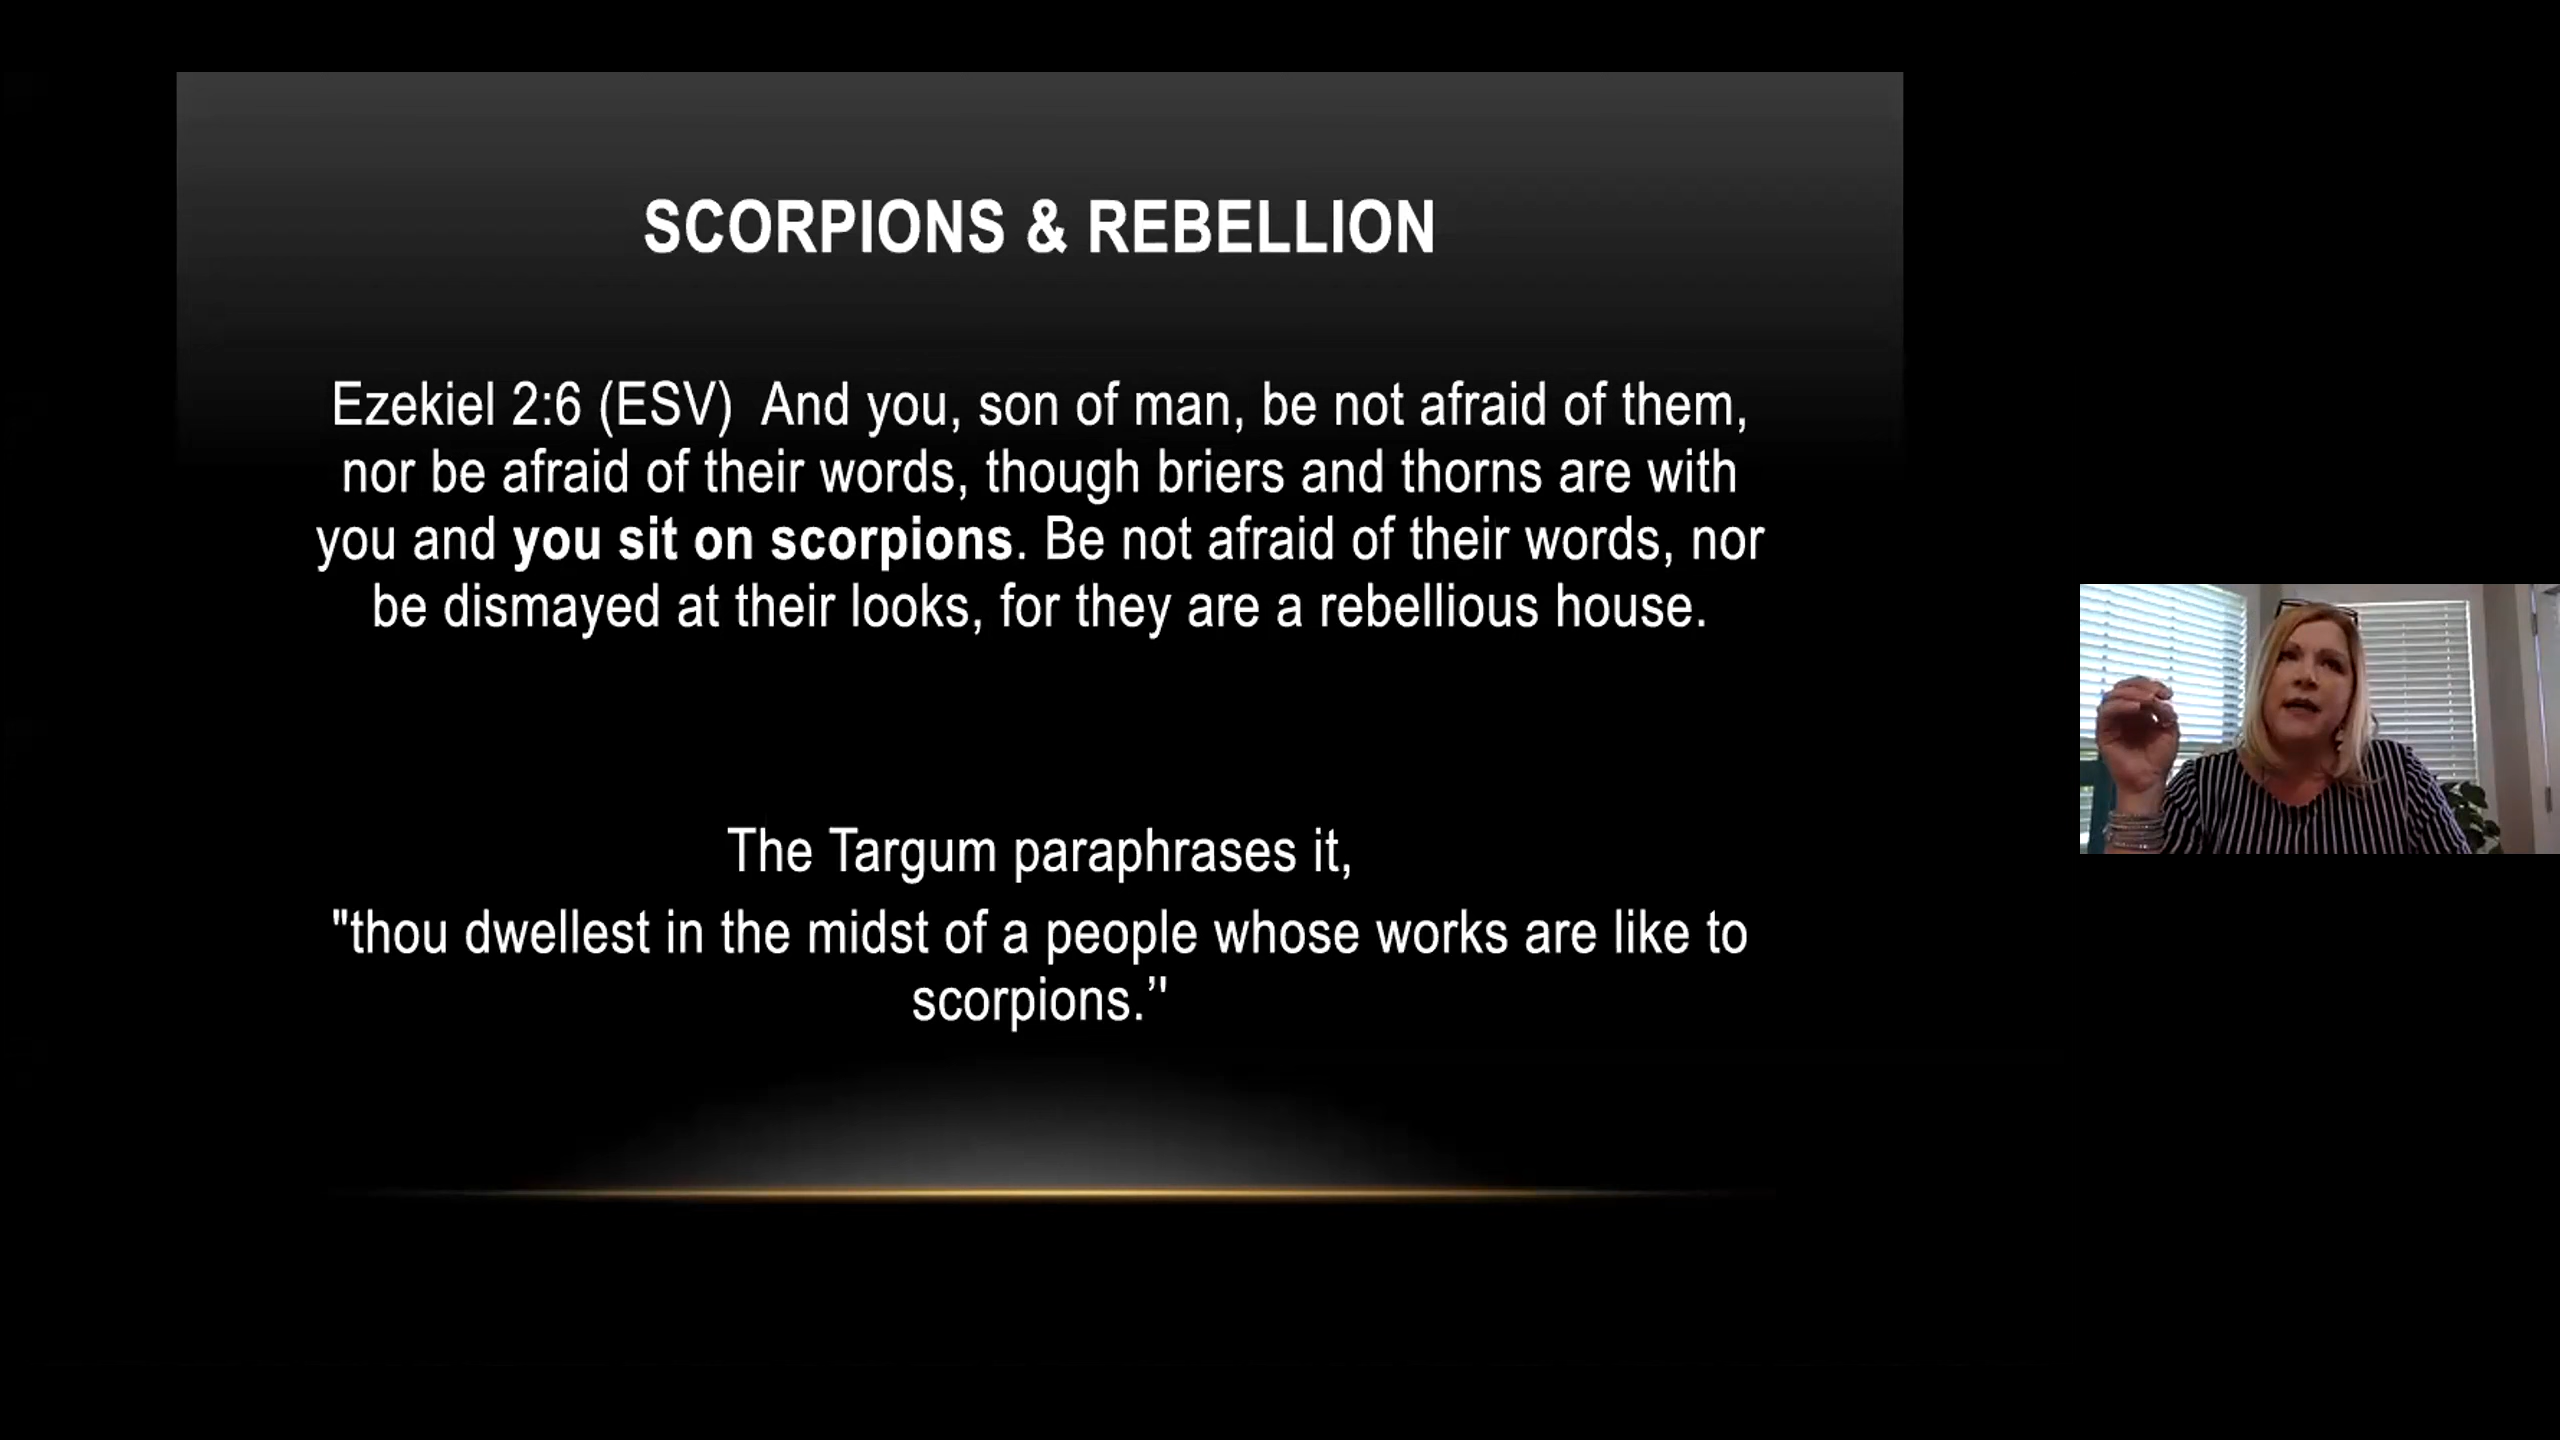 SCORPIONS & REBELLION
Ezekiel 2:6 (ESV)  And you, son of man, be not afraid of them,
nor be afraid of their words, though briers and thorns are with
you and you sit on scorpions. Be not afraid of their words, nor
be dismayed at their looks, for they are a rebellious house.
The Targum paraphrases it,
"thou dwellest in the midst of a people whose works are like to
scorpions.’'